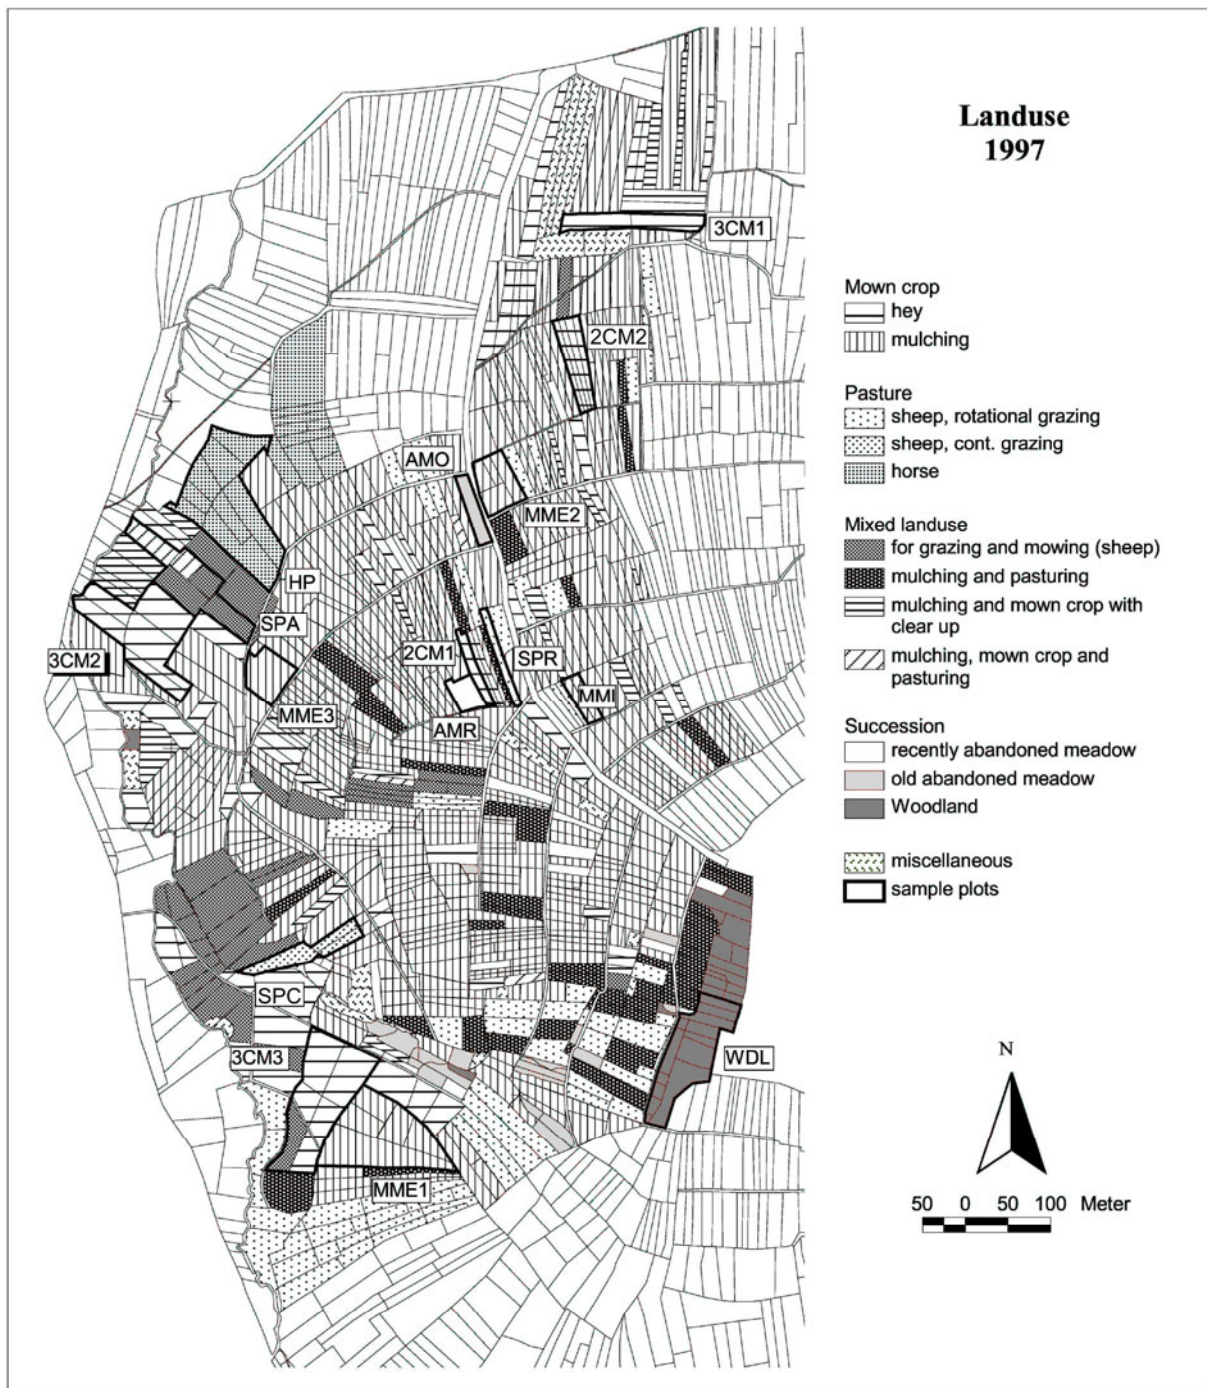 Landuse
1997
3CM1
Mown crop
hey
mulching
2CM2
Pasture
sheep, rotational grazing
sheep, cont. grazing
horse
AMO
MME2
Mixed landuse
for grazing and mowing (sheep)
mulching and pasturing
mulching and mown crop with
clear up
mulching, mown crop and
pasturing
HP
SPA
3CM2
2CM1
SPR
MMI
MME3
AMR
Succession
recently abandoned meadow
old abandoned meadow
Woodland
miscellaneous
sample plots
SPC
3CM3
WDL
MME1
N
50 0 50 100 Meter